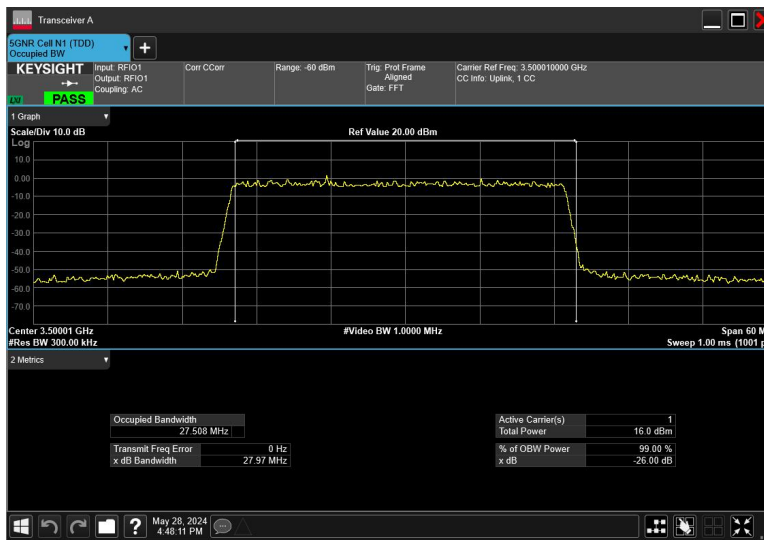 Transceiver A
5GNR Cell N1 (TDD)
Occupied BW
KEYSIGHT
LXI
PASS
Input: RFIO1
Output: RFIO1
Coupling: AC
Corr CCorr
Range: -60 dBm
Trig: Prot Frame
Aligned
Gate: FFT
Carrier Ref Freq: 3.500010000 GHz
CC Info: Uplink, 1 CC
1 Graph
Scale/Div 10.0 dB
Ref Value 20.00 dBm
Log
10.0
0.00
-10.0
-20.0
-30.0
-40.0
-50.0
-60.0
-70.0
Center 3.50001 GHz
#Video BW 1.0000 MHz
Span 60 M
#Res BW 300.00 kHz
Sweep 1.00 ms (1001 p
2 Metrics
Occupied Bandwidth
27.508 MHz
Transmit Freq Error 0 Hz
x dB Bandwidth 27.97 MHz
Active Carrier(s) 1
Total Power 16.0 dBm
% of OBW Power 99.00 %
x dB -26.00 dB
? May 28, 2024
4:48:11 PM